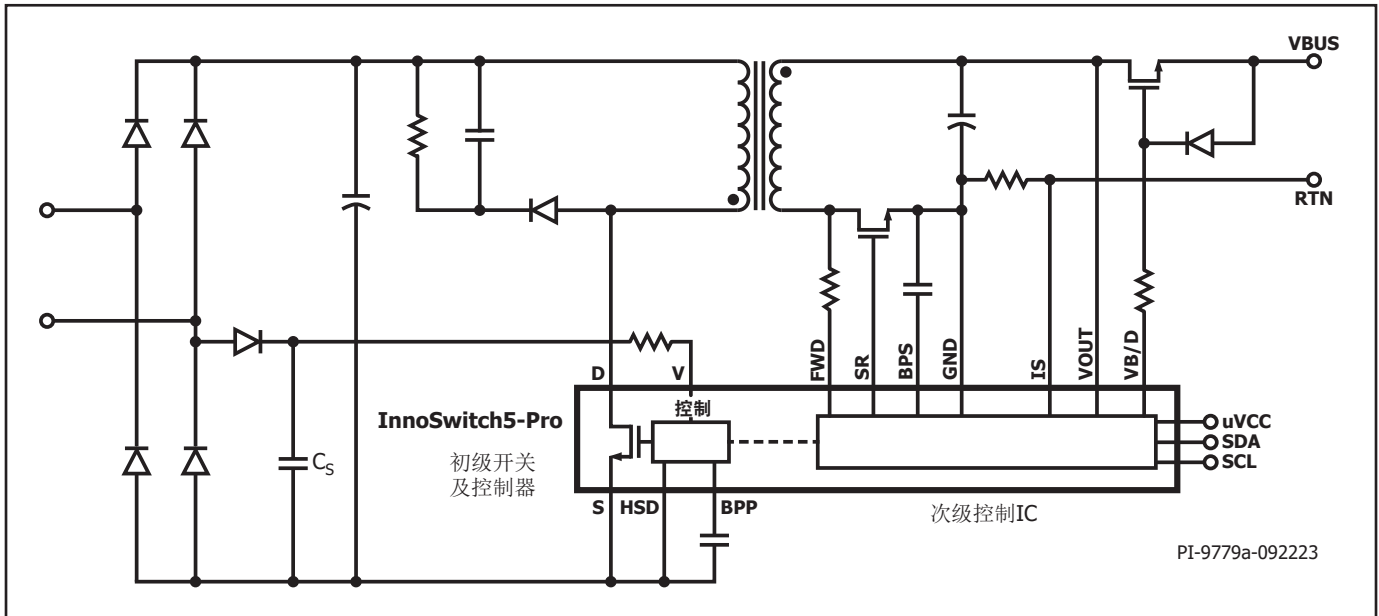 VBUS
RTN
FWD
SR
BPS
GND
IS
VOUT
VB/D
D
V
InnoSwitch5-Pro
控制
uVCC
SDA
SCL
初级开关
及控制器
C_S
S
HSD
BPP
次级控制IC
PI-9779a-092223